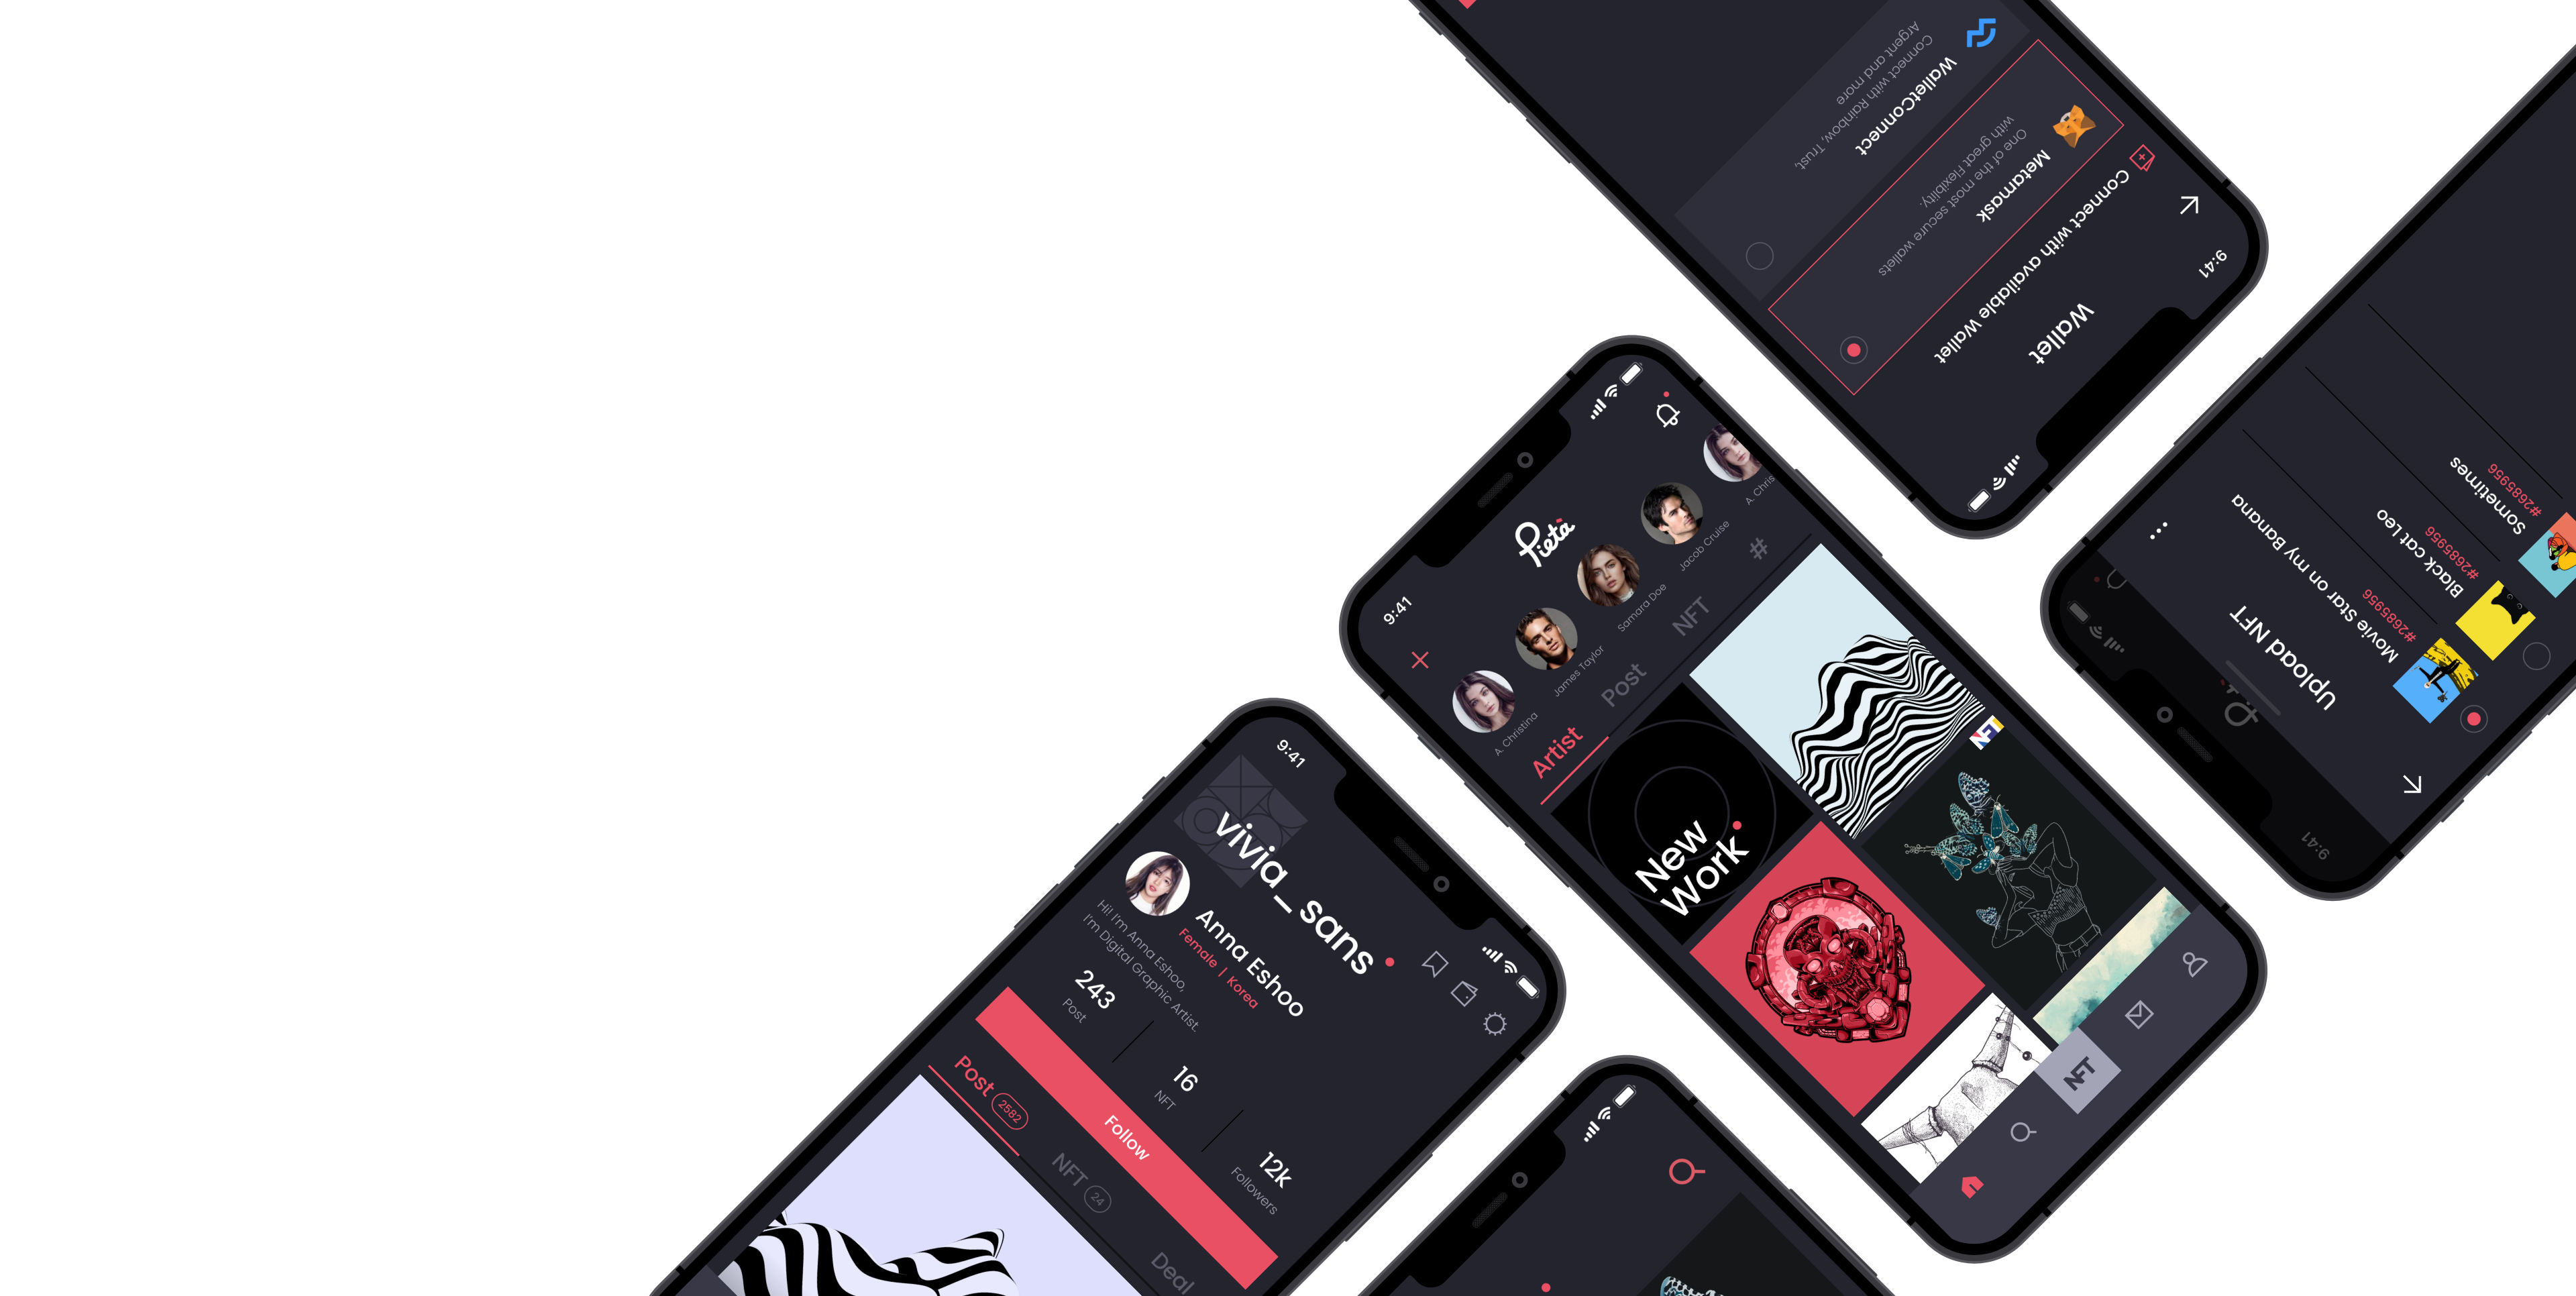 9:41
Wallet
Connect with available Wallet
Metamask
One of the most secure wallets
with great Flexiblity.
WalletConnect
Connect with Rainbow, Trust,
Argent and more
9:41
Pietà
A. Christina
James Taylor
Samara Doe
Jacob Cruise
A. Chris
Artist
Post
NFT
#
New
Work
NFT
NFT
9:41
Upload NFT
Movie Star on my Banana
#2685956
Black cat Leo
#2685956
Sometimes
#2685956
9:41
vivia_sans
Anna Eshoo
Female | Korea
Hi! I'm Anna Eshoo,
I'm Digital Graphic Artist.
243
Post
16
NFT
12k
Followers
Follow
Post 2582
NFT 24
Deal